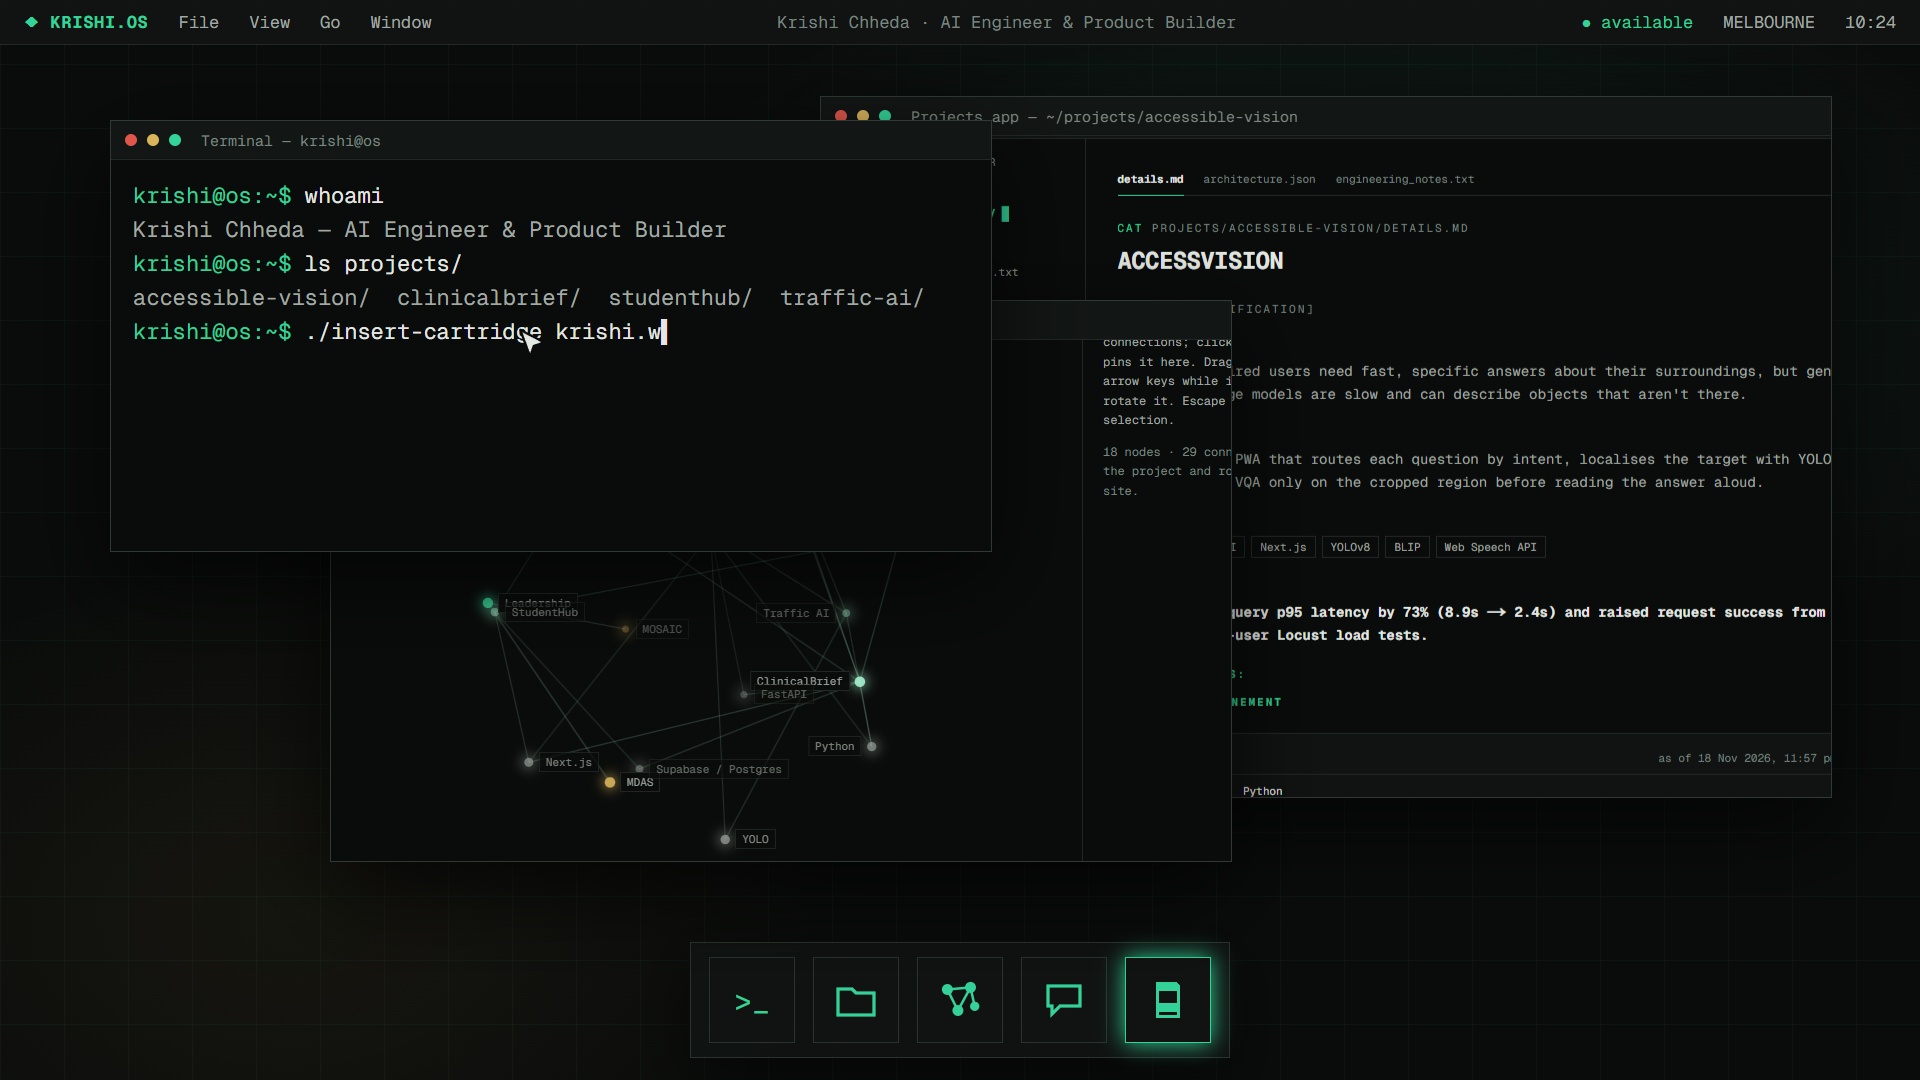 KRISHI.OS File View Go Window
Krishi Chheda · AI Engineer & Product Builder
available MELBOURNE 10:24
Terminal — krishi@os
krishi@os:~$ whoami
Krishi Chheda — AI Engineer & Product Builder
krishi@os:~$ ls projects/
accessible-vision/ clinicalbrief/ studenthub/ traffic-ai/
krishi@os:~$ ./insert-cartridge krishi.w
Projects.app — ~/projects/accessible-vision
details.md architecture.json engineering_notes.txt
.txt
CAT PROJECTS/ACCESSIBLE-VISION/DETAILS.MD
ACCESSVISION
IFICATION]
ired users need fast, specific answers about their surroundings, but gen
ge models are slow and can describe objects that aren't there.
PWA that routes each question by intent, localises the target with YOLO
VQA only on the cropped region before reading the answer aloud.
Next.js YOLOv8 BLIP Web Speech API
query p95 latency by 73% (8.9s → 2.4s) and raised request success from
-user Locust load tests.
S:
NEMENT
as of 18 Nov 2026, 11:57 p
Python
connections; click
pins it here. Drag
arrow keys while i
rotate it. Escape
selection.
18 nodes · 29 conn
the project and ro
site.
Leadership
StudentHub
MOSAIC
Traffic AI
ClinicalBrief
FastAPI
Python
Next.js
Supabase / Postgres
MDAS
YOLO
>_